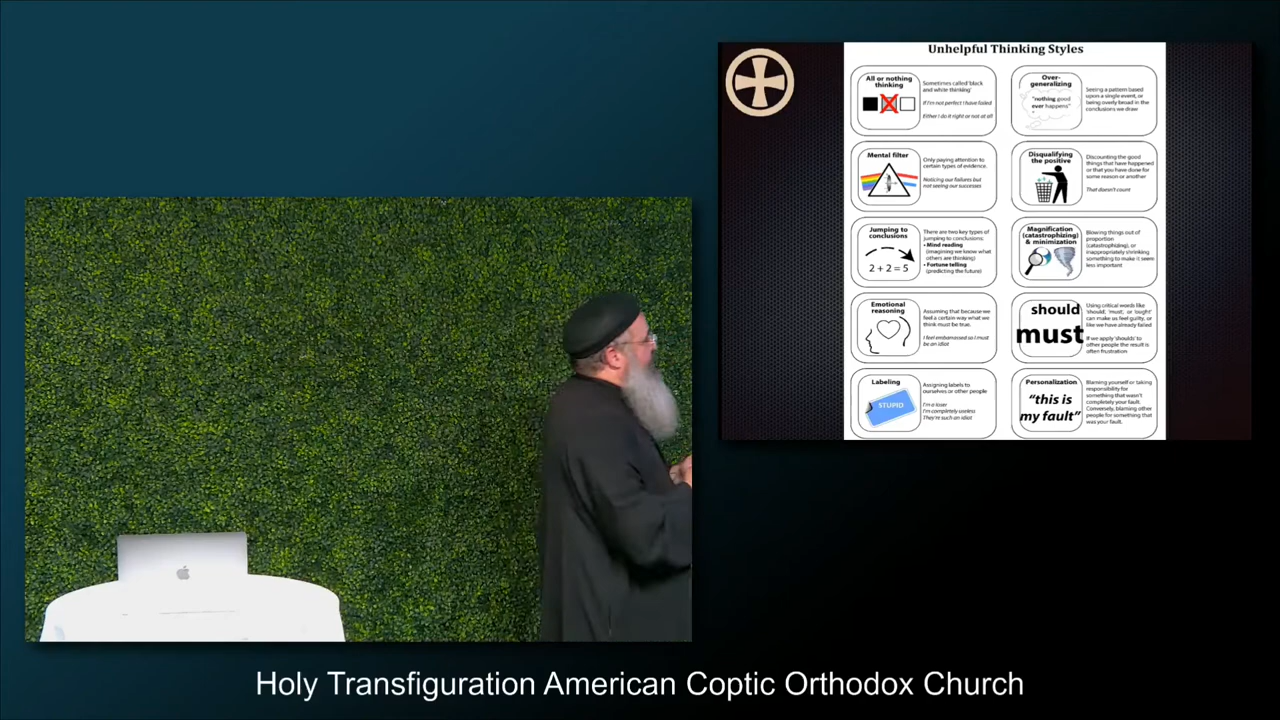 Unhelpful Thinking Styles
All or nothing
thinking
Sometimes called 'black
and white thinking'
If I'm not perfect I have failed
Either I do it right or not at all
Over-
generalizing
"nothing good
ever happens"
Seeing a pattern based
upon a single event, or
being overly broad in the
conclusions we draw
Mental filter
Only paying attention to
certain types of evidence.
Noticing our failures but
not seeing our successes
Disqualifying
the positive
Discounting the good
things that have happened
or that you have done for
some reason or another
That doesn't count
Jumping to
conclusions
2 + 2 = 5
There are two key types of
jumping to conclusions:
• Mind reading
(imagining we know what
others are thinking)
• Fortune telling
(predicting the future)
Magnification
(catastrophizing)
& minimization
Blowing things out of
proportion
(catastrophizing), or
inappropriately shrinking
something to make it seem
less important
Emotional
reasoning
Assuming that because we
feel a certain way what we
think must be true.
I feel embarrassed so I must
be an idiot
should
must
Using critical words like
'should', 'must', or 'ought'
can make us feel guilty, or
like we have already failed
If we apply 'shoulds' to
other people the result is
often frustration
Labeling
STUPID
Assigning labels to
ourselves or other people
I'm a loser
I'm completely useless
They're such an idiot
Personalization
"this is
my fault"
Blaming yourself or taking
responsibility for
something that wasn't
completely your fault.
Conversely, blaming other
people for something that
was your fault.
Holy Transfiguration American Coptic Orthodox Church